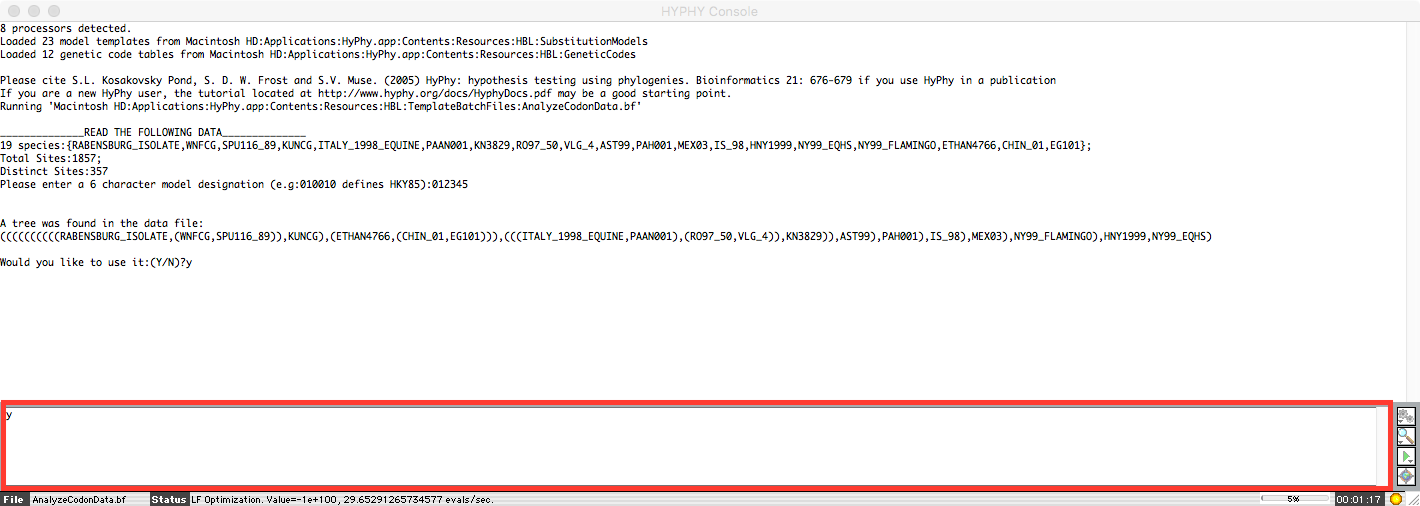 HYPHY Console
8 processors detected.
Loaded 23 model templates from Macintosh HD:Applications:HyPhy.app:Contents:Resources:HBL:SubstitutionModels
Loaded 12 genetic code tables from Macintosh HD:Applications:HyPhy.app:Contents:Resources:HBL:GeneticCodes
Please cite S.L. Kosakovsky Pond, S. D. W. Frost and S.V. Muse. (2005) HyPhy: hypothesis testing using phylogenies. Bioinformatics 21: 676-679 if you use HyPhy in a publication
If you are a new HyPhy user, the tutorial located at http://www.hyphy.org/docs/HyphyDocs.pdf may be a good starting point.
Running 'Macintosh HD:Applications:HyPhy.app:Contents:Resources:HBL:TemplateBatchFiles:AnalyzeCodonData.bf'
______________READ THE FOLLOWING DATA______________
19 species:{RABENSBURG_ISOLATE,WNFCG,SPU116_89,KUNCG,ITALY_1998_EQUINE,PAAN001,KN3829,RO97_50,VLG_4,AST99,PAH001,MEX03,IS_98,HNY1999,NY99_EQHS,NY99_FLAMINGO,ETHAN4766,CHIN_01,EG101};
Total Sites:1857;
Distinct Sites:357
Please enter a 6 character model designation (e.g:010010 defines HKY85):012345
A tree was found in the data file:
((((((((((RABENSBURG_ISOLATE,(WNFCG,SPU116_89)),KUNCG),(ETHAN4766,(CHIN_01,EG101))),(((ITALY_1998_EQUINE,PAAN001),(RO97_50,VLG_4)),KN3829)),AST99),PAH001),IS_98),MEX03),NY99_FLAMINGO),HNY1999,NY99_EQHS)
Would you like to use it:(Y/N)?y
y
File AnalyzeCodonData.bf Status LF Optimization. Value=-1e+100, 29.65291265734577 evals/sec. 5% 00:01:17